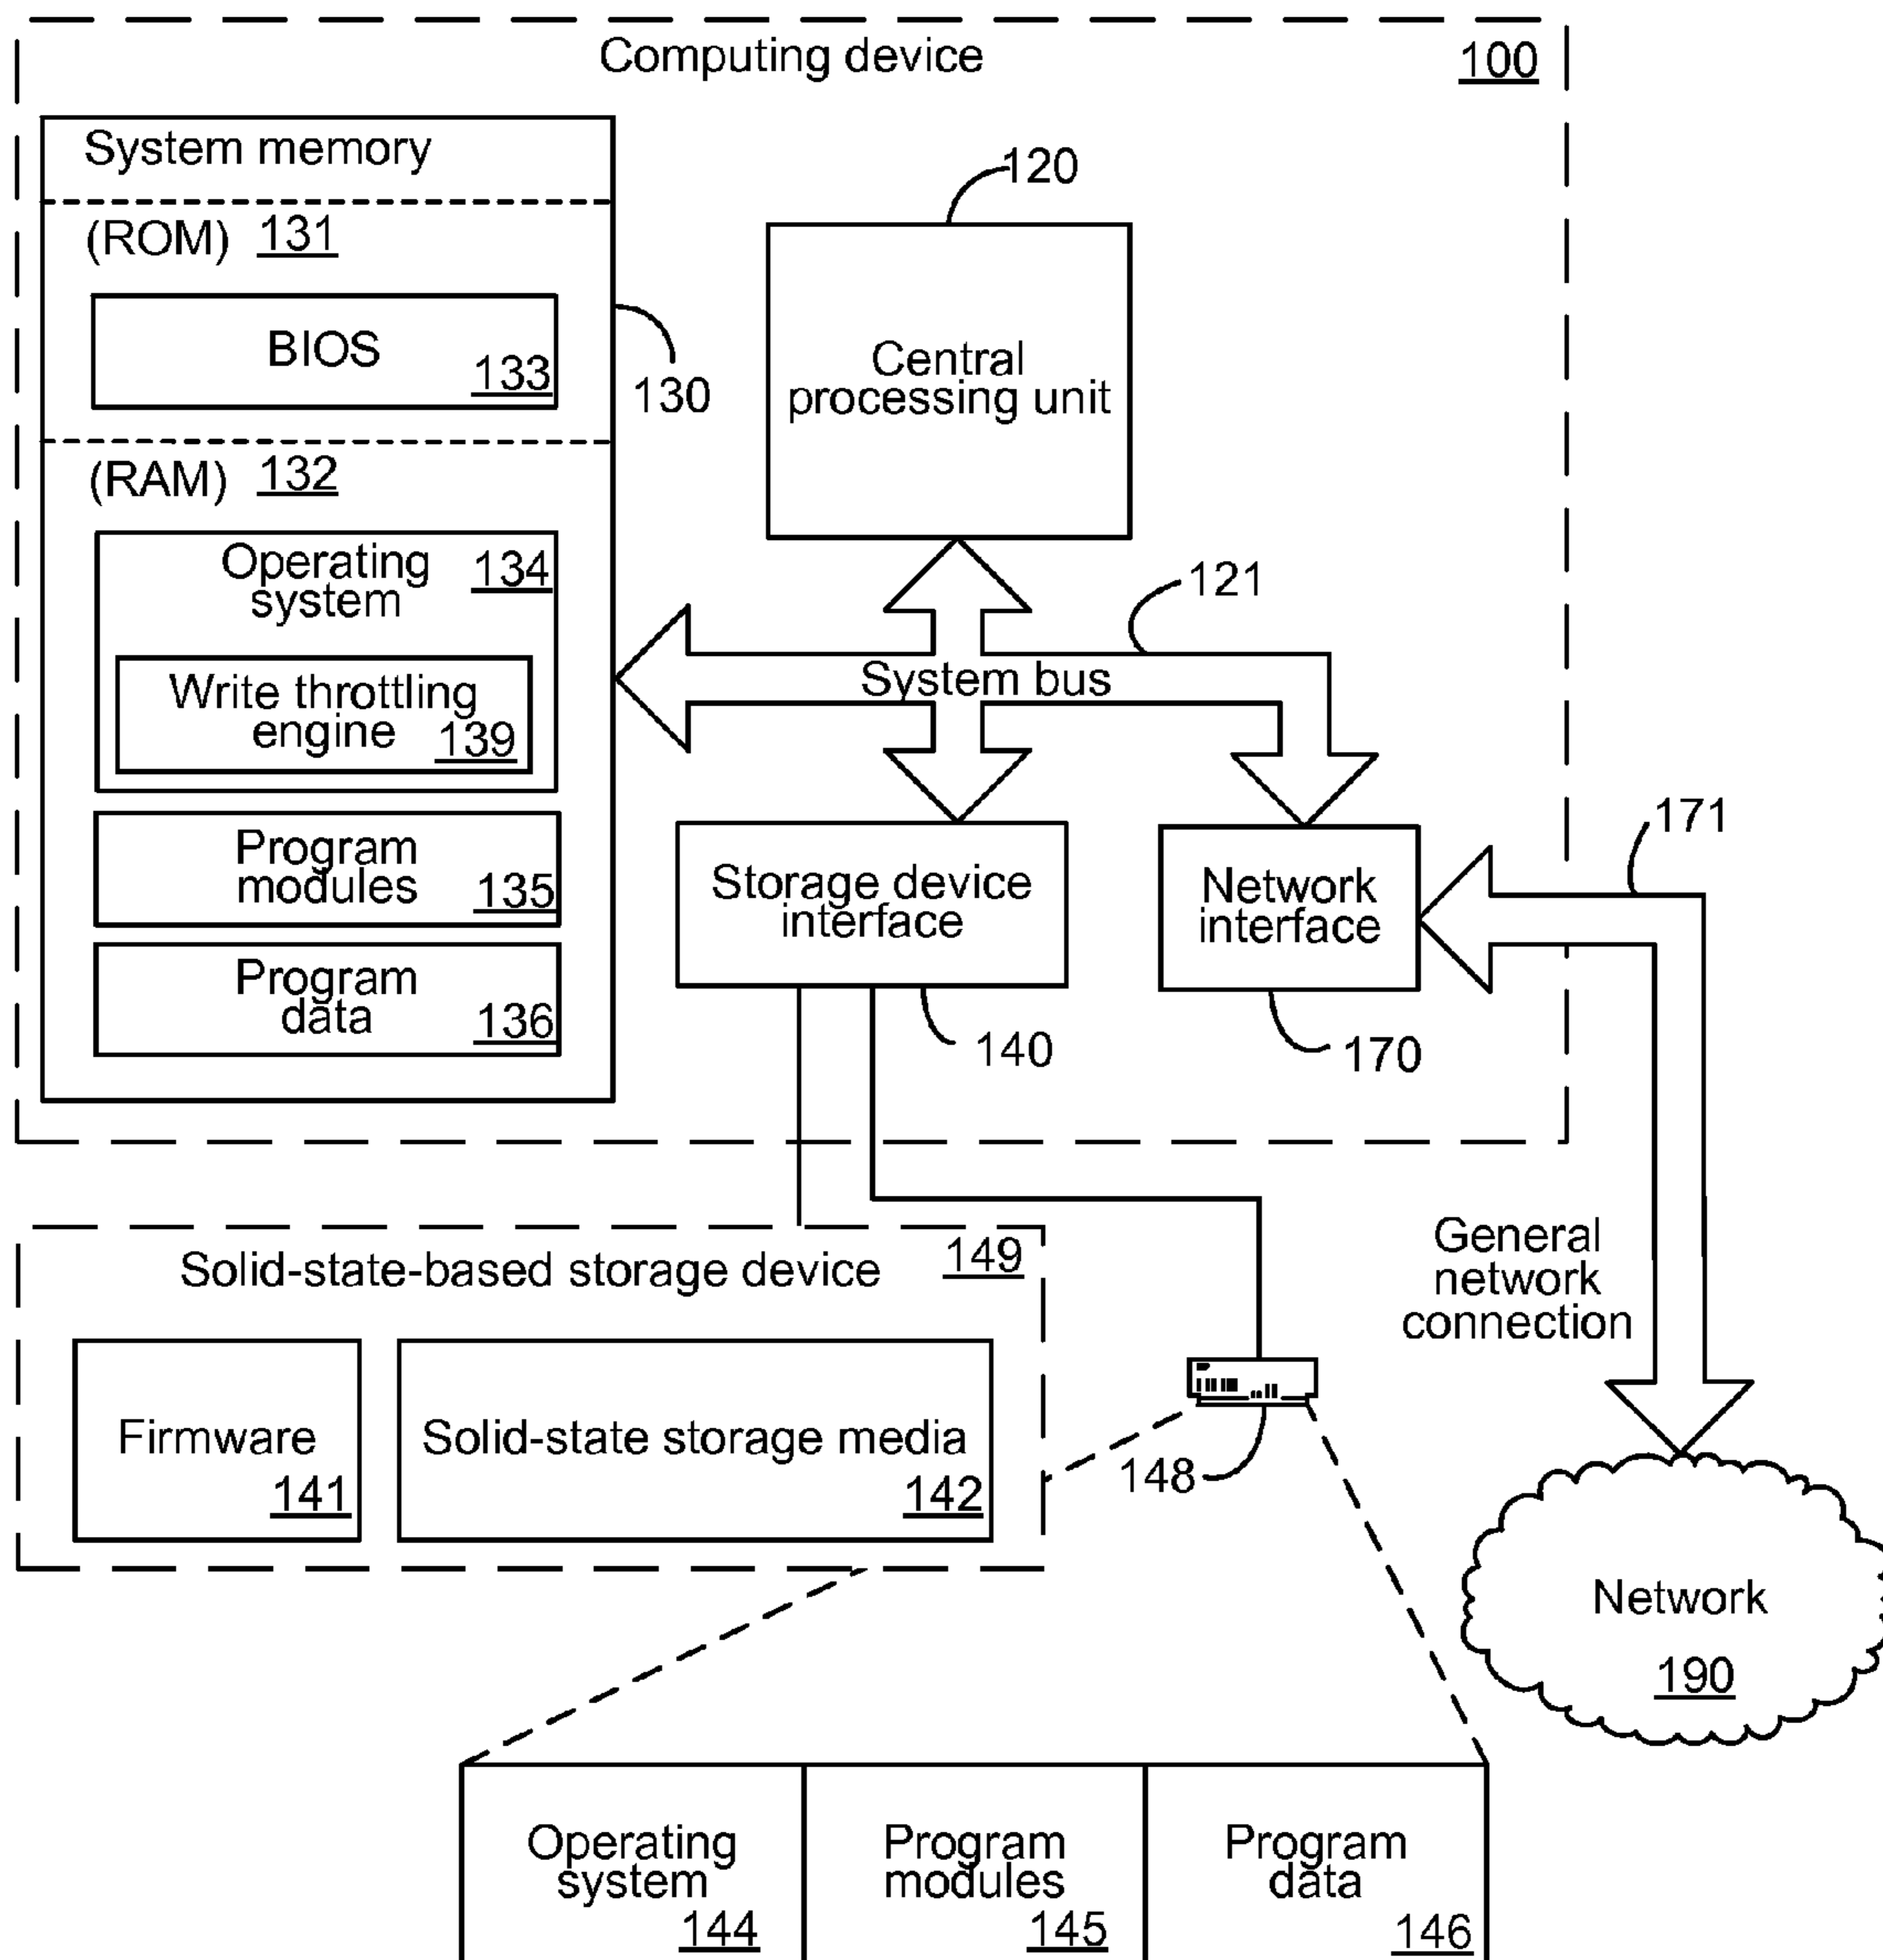 Computing device
100
System memory
(ROM) 131
BIOS
133
130
(RAM) 132
Operating
system
134
Write throttling
engine
139
Program
modules
135
Program
data
136
120
Central
processing unit
121
System bus
Storage device
interface
140
Network
interface
170
171
General
network
connection
Solid-state-based storage device
149
Firmware
141
Solid-state storage media
142
148
Network
190
Operating
system
144
Program
modules
145
Program
data
146